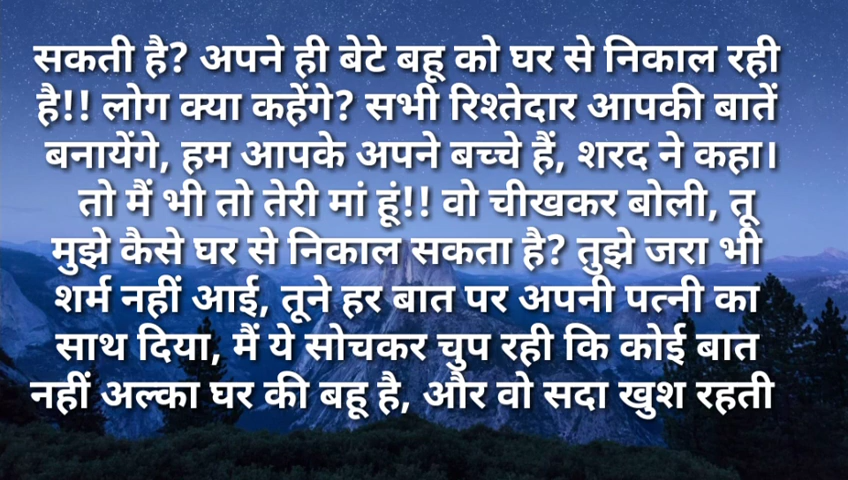 सकती है? अपने ही बेटे बहू को घर से निकाल रही
है!! लोग क्या कहेंगे? सभी रिश्तेदार आपकी बातें
बनायेंगे, हम आपके अपने बच्चे हैं, शरद ने कहा।
तो मैं भी तो तेरी मां हूं!! वो चीखकर बोली, तू
मुझे कैसे घर से निकाल सकता है? तुझे जरा भी
शर्म नहीं आई, तूने हर बात पर अपनी पत्नी का
साथ दिया, मैं ये सोचकर चुप रही कि कोई बात
नहीं अल्का घर की बहू है, और वो सदा खुश रहती